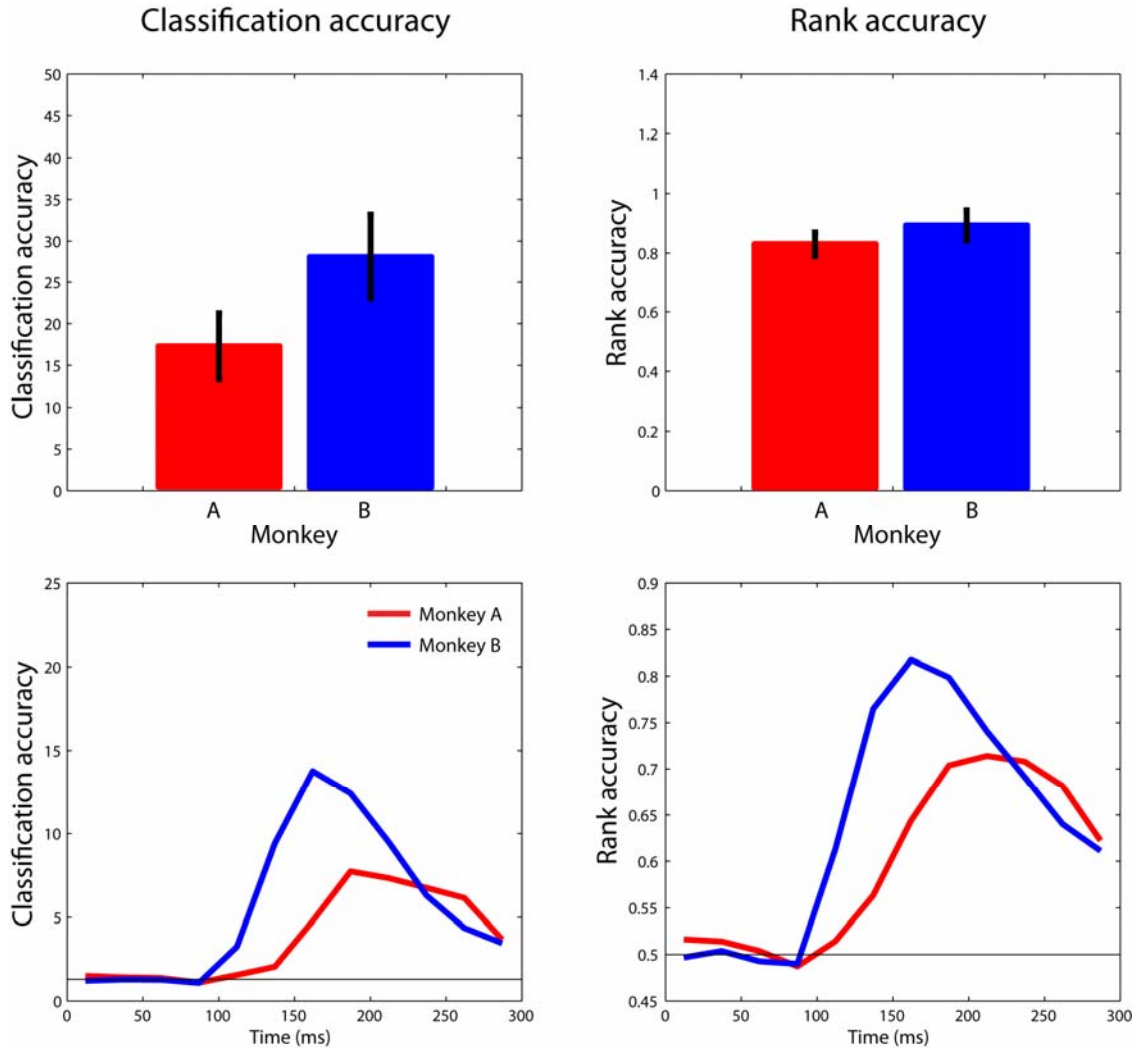 Classification accuracy
Rank accuracy
Classification accuracy
50
45
40
35
30
25
20
15
10
5
0
A
B
Monkey
Rank accuracy
1.4
1.2
1
0.8
0.6
0.4
0.2
0
A
B
Monkey
Classification accuracy
25
20
15
10
5
0
Monkey A
Monkey B
0 50 100 150 200 250 300
Time (ms)
Rank accuracy
0.9
0.85
0.8
0.75
0.7
0.65
0.6
0.55
0.5
0.45
0 50 100 150 200 250 300
Time (ms)